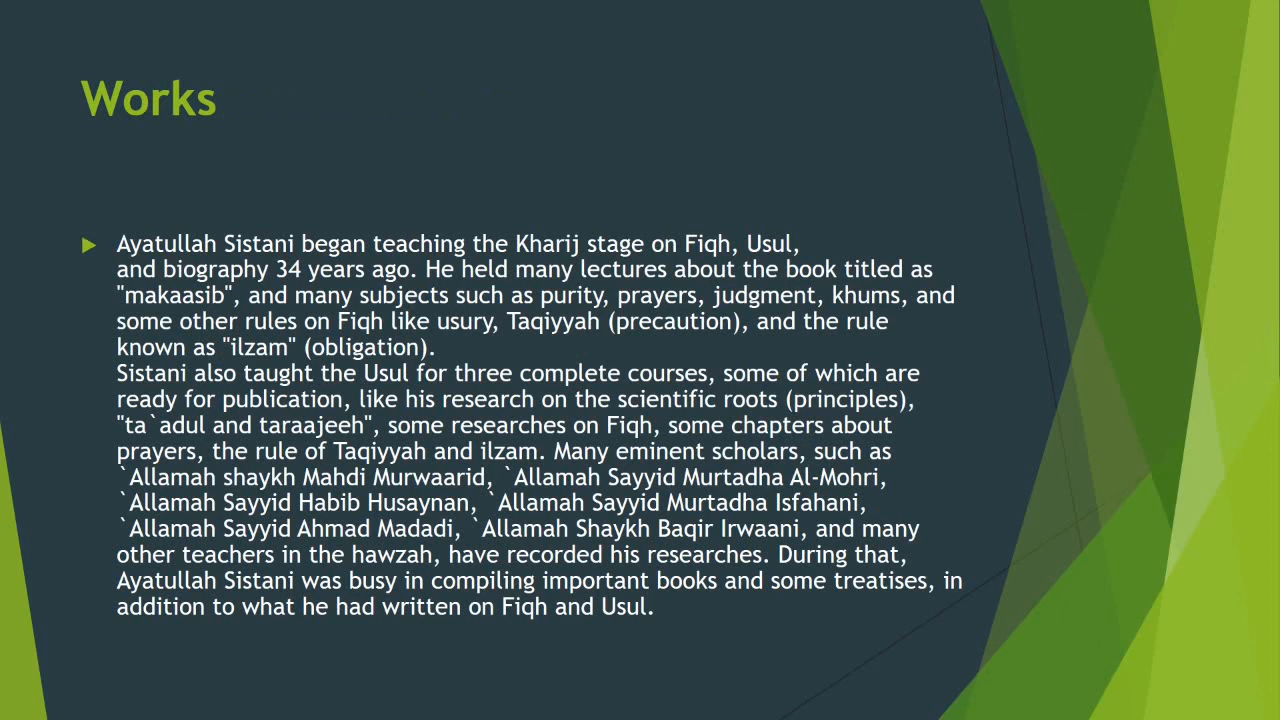 Works
Ayatullah Sistani began teaching the Kharij stage on Fiqh, Usul,
and biography 34 years ago. He held many lectures about the book titled as
"makaasib", and many subjects such as purity, prayers, judgment, khums, and
some other rules on Fiqh like usury, Taqiyyah (precaution), and the rule
known as "ilzam" (obligation).
Sistani also taught the Usul for three complete courses, some of which are
ready for publication, like his research on the scientific roots (principles),
"ta`adul and taraajeeh", some researches on Fiqh, some chapters about
prayers, the rule of Taqiyyah and ilzam. Many eminent scholars, such as
`Allamah shaykh Mahdi Murwaarid, `Allamah Sayyid Murtadha Al-Mohri,
`Allamah Sayyid Habib Husaynan, `Allamah Sayyid Murtadha Isfahani,
`Allamah Sayyid Ahmad Madadi, `Allamah Shaykh Baqir Irwaani, and many
other teachers in the hawzah, have recorded his researches. During that,
Ayatullah Sistani was busy in compiling important books and some treatises, in
addition to what he had written on Fiqh and Usul.